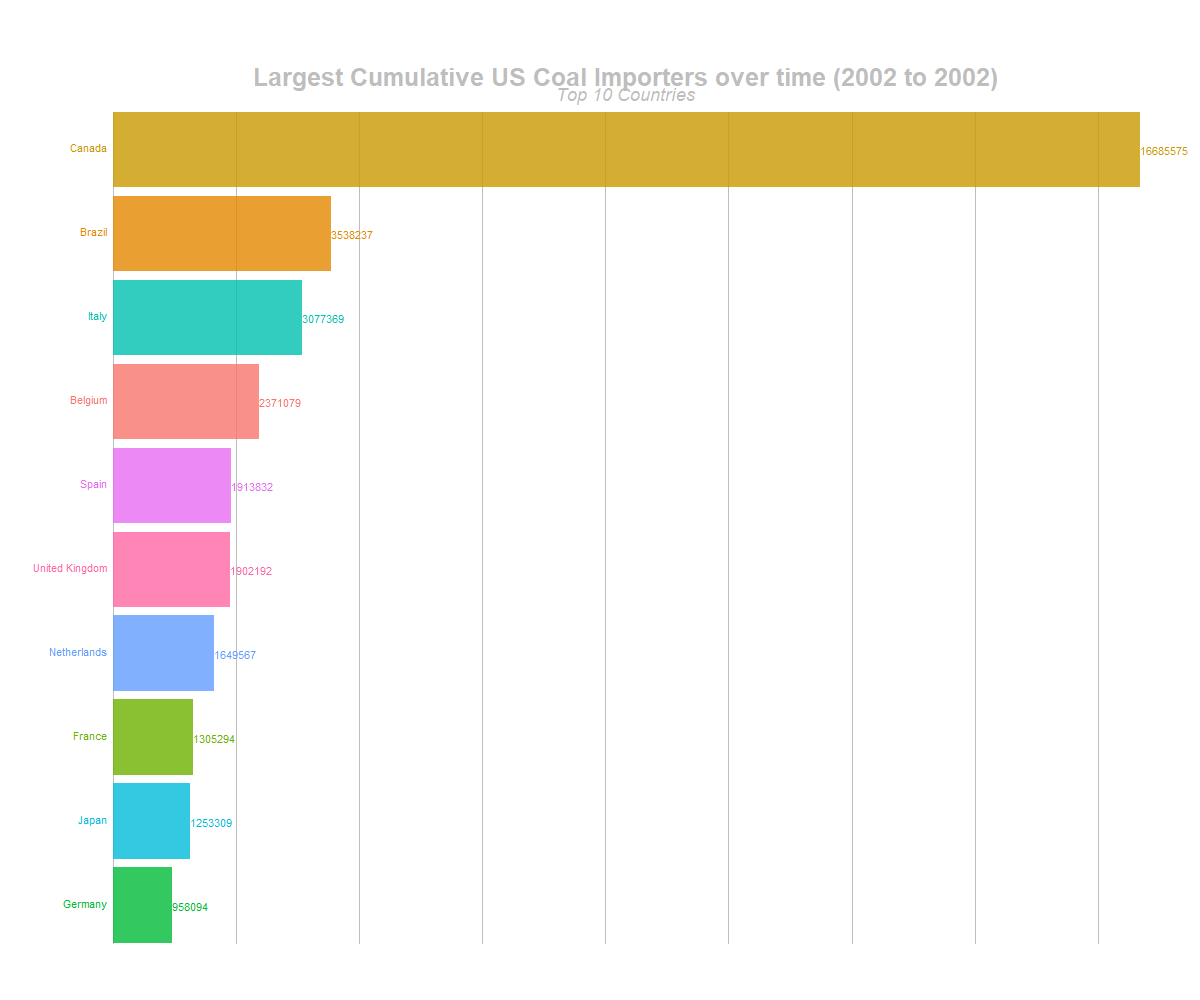 Largest Cumulative US Coal Importers over time (2002 to 2002)
Top 10 Countries
Canada 16685575
Brazil 3538237
Italy 3077369
Belgium 2371079
Spain 1913832
United Kingdom 1902192
Netherlands 1649567
France 1305294
Japan 1253309
Germany 958094